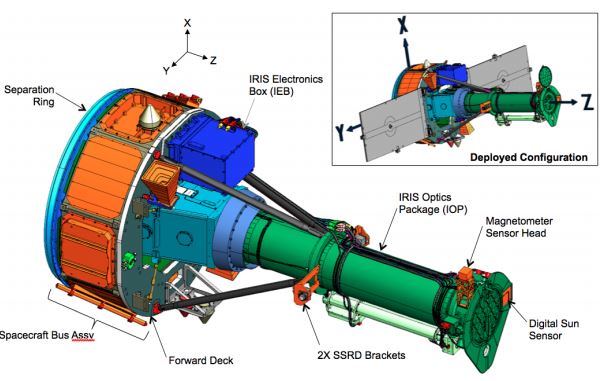 X
Y
Z
Separation
Ring
IRIS Electronics
Box (IEB)
X
Y
Z
Deployed Configuration
IRIS Optics
Package (IOP)
Magnetometer
Sensor Head
Digital Sun
Sensor
2X SSRD Brackets
Forward Deck
Spacecraft Bus Assv